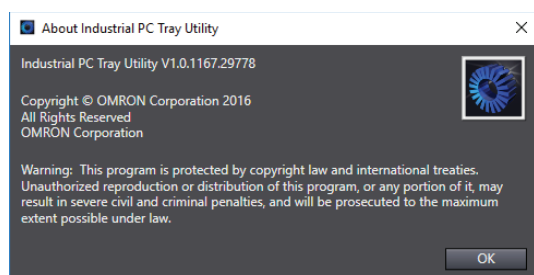 About Industrial PC Tray Utility
Industrial PC Tray Utility V1.0.1167.29778
Copyright © OMRON Corporation 2016
All Rights Reserved
OMRON Corporation
Warning: This program is protected by copyright law and international treaties.
Unauthorized reproduction or distribution of this program, or any portion of it, may
result in severe civil and criminal penalties, and will be prosecuted to the maximum
extent possible under law.
OK